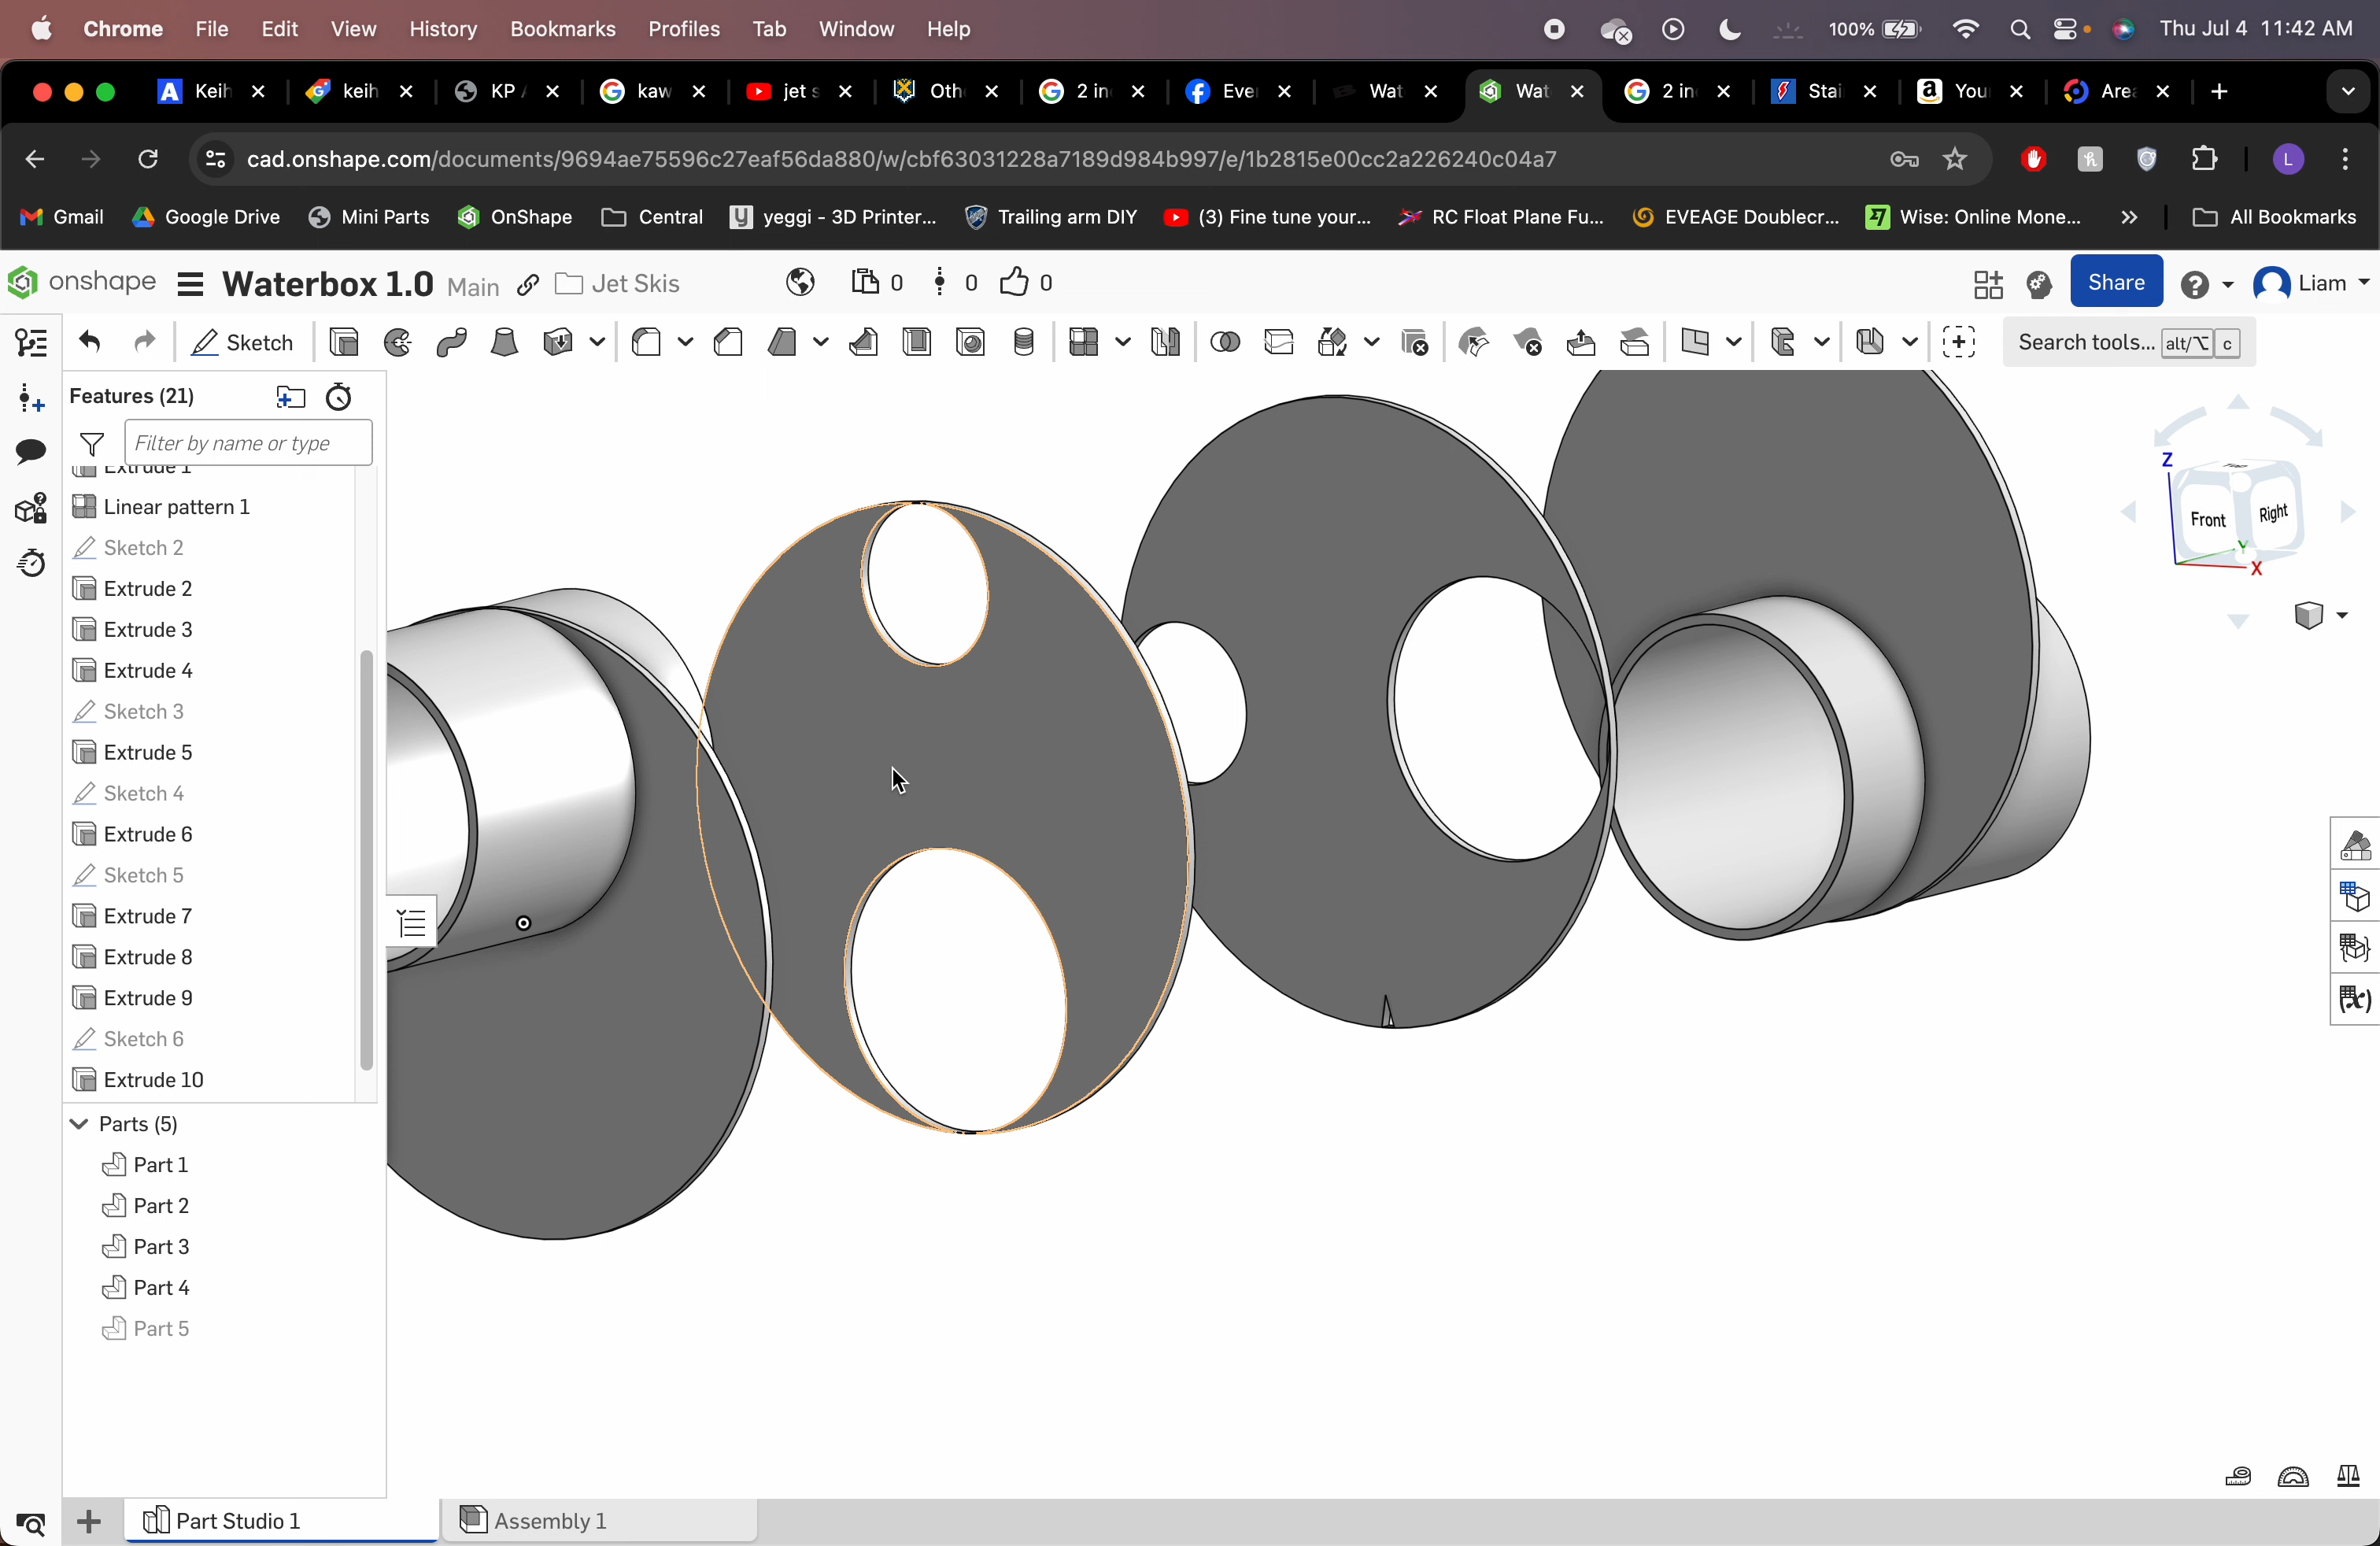 Chrome File Edit View History Bookmarks Profiles Tab Window Help 100% Thu Jul 4 11:42 AM
Keih keih KP A kaw jet s Oth 2 in Eve Wat Wat 2 in Stai You Area
cad.onshape.com/documents/9694ae75596c27eaf56da880/w/cbf63031228a7189d984b997/e/1b2815e00cc2a226240c04a7 L
Gmail Google Drive Mini Parts OnShape Central yeggi - 3D Printer... Trailing arm DIY (3) Fine tune your... RC Float Plane Fu... EVEAGE Doublecr... Wise: Online Mone... All Bookmarks
onshape Waterbox 1.0 Main Jet Skis 0 0 0 Share Liam
Sketch Search tools... alt/⌥ c
Features (21)
Filter by name or type
Extrude 1
Linear pattern 1
Sketch 2
Extrude 2
Extrude 3
Extrude 4
Sketch 3
Extrude 5
Sketch 4
Extrude 6
Sketch 5
Extrude 7
Extrude 8
Extrude 9
Sketch 6
Extrude 10
Parts (5)
Part 1
Part 2
Part 3
Part 4
Part 5
Z
Top
Front Right
Y
X
Part Studio 1 Assembly 1